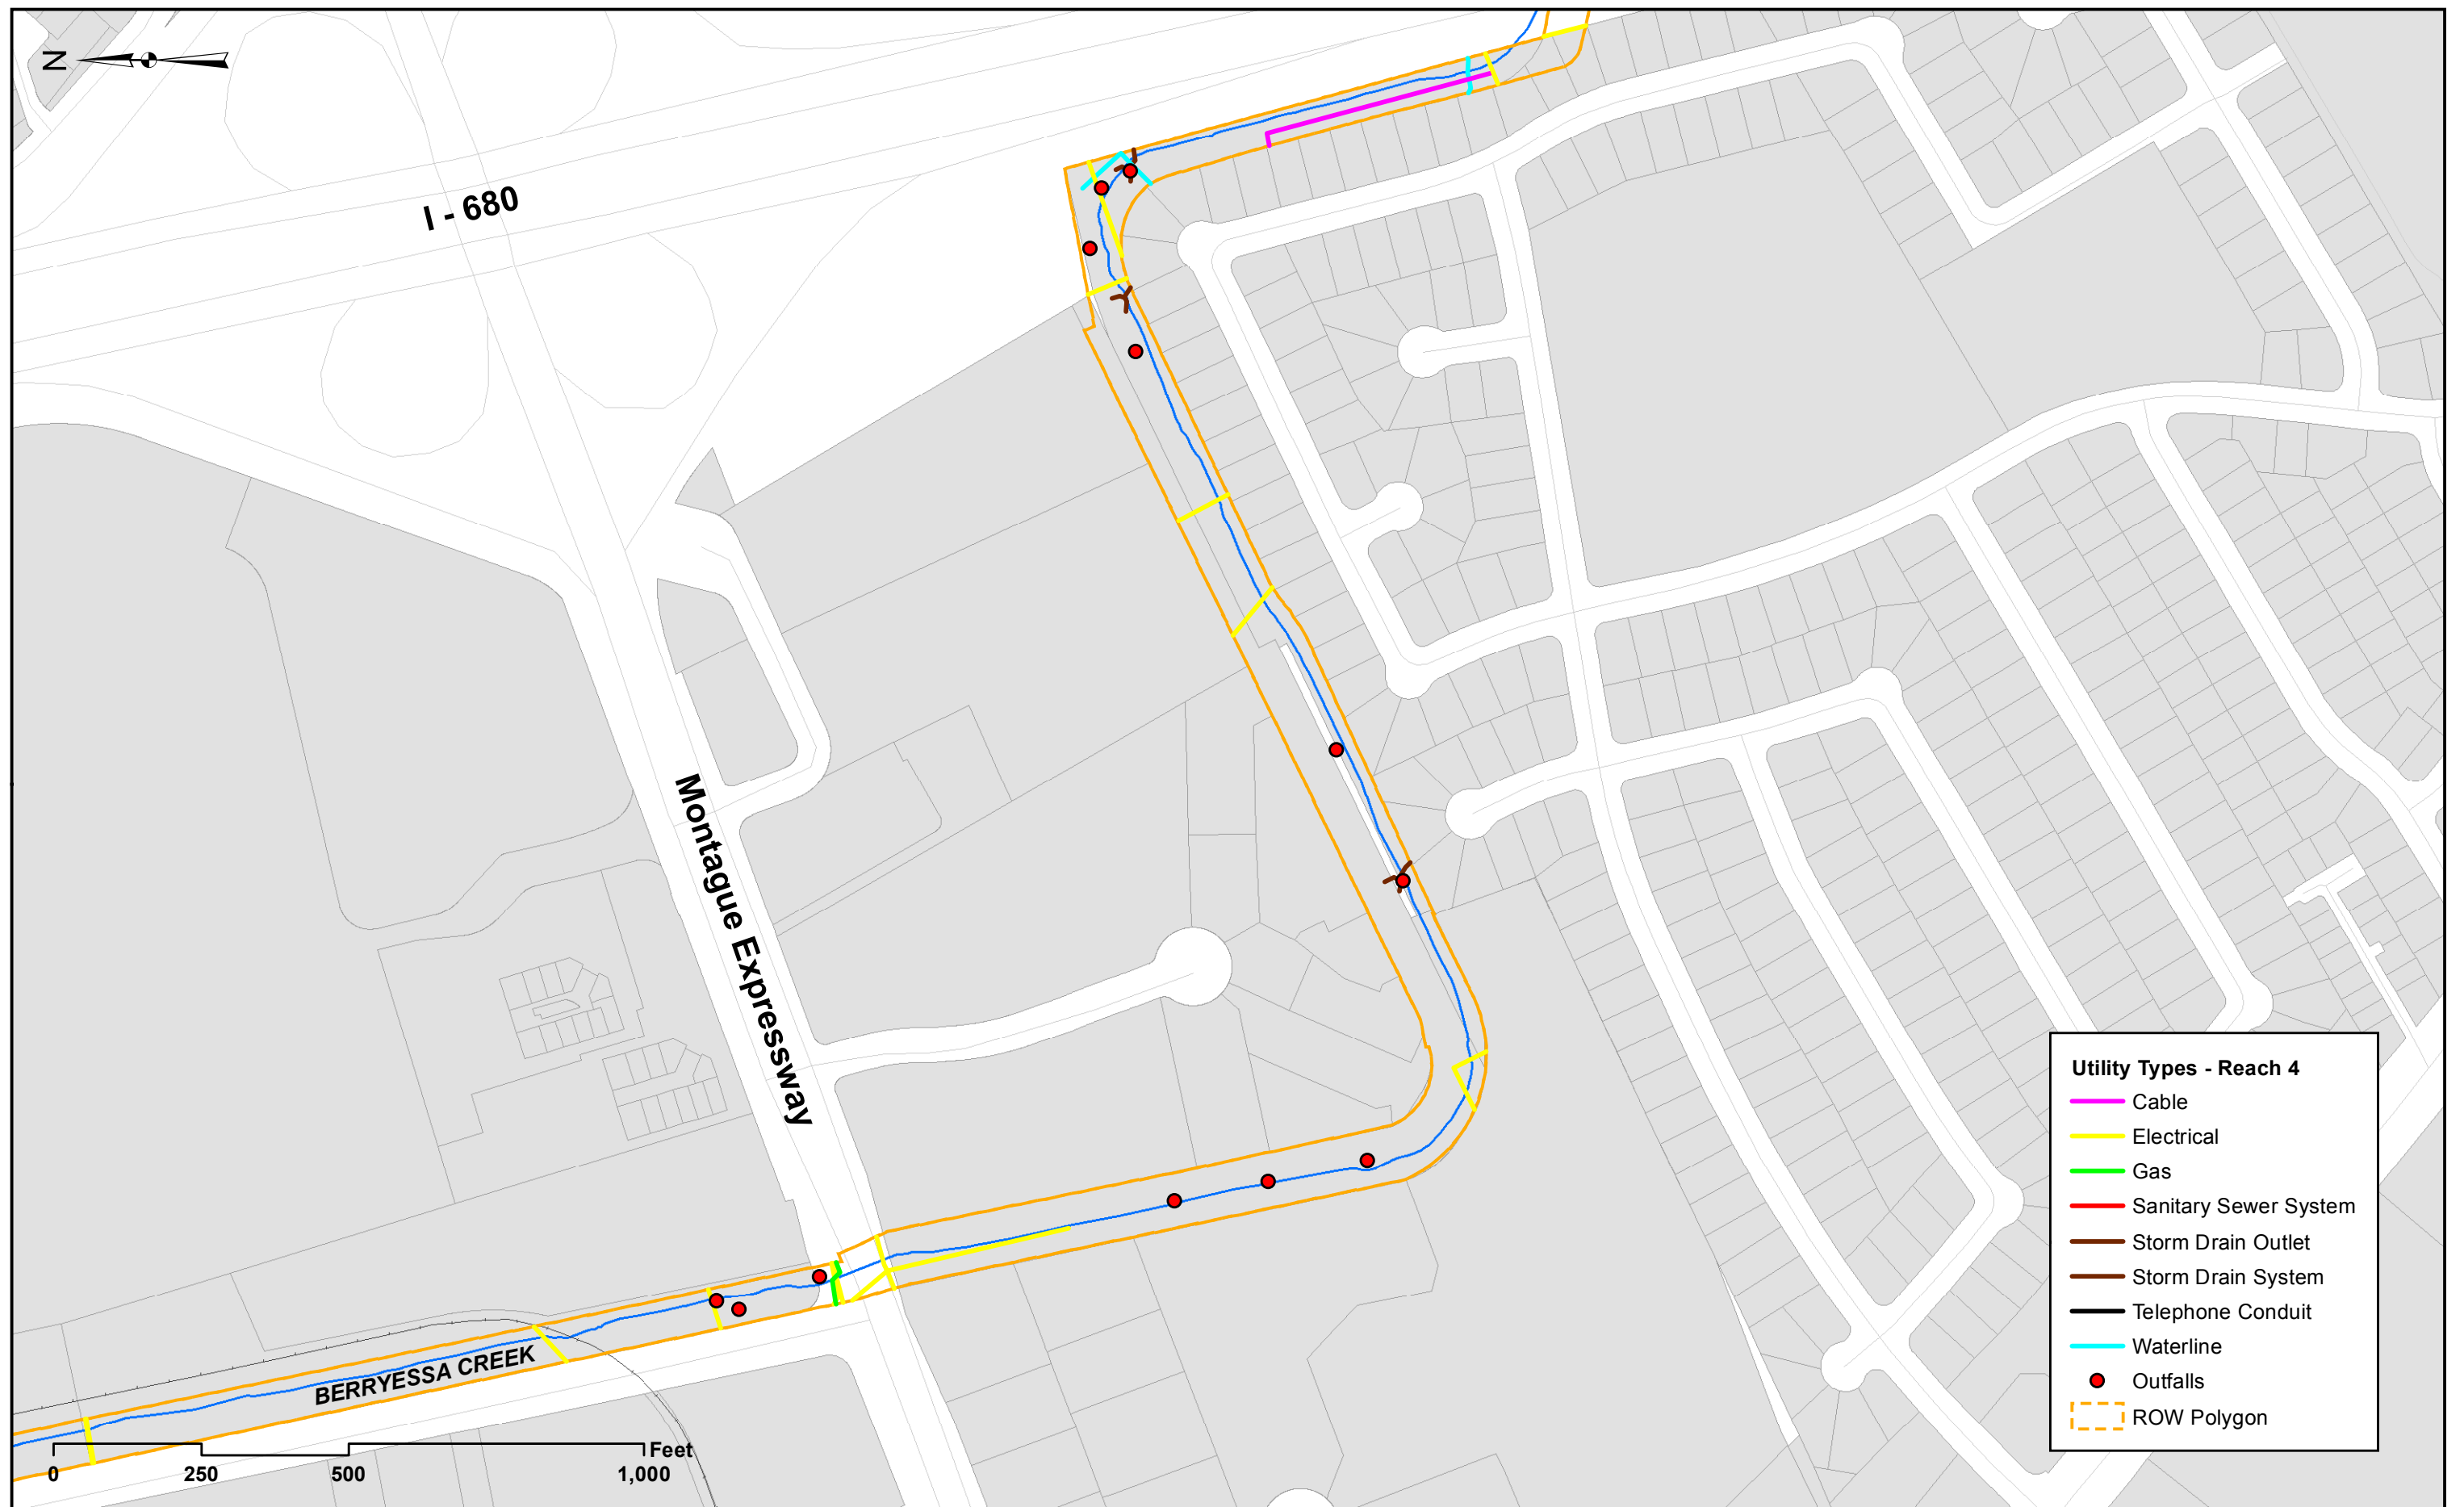 N
I - 680
Montague Expressway
BERRYESSA CREEK
0 250 500 1,000
Feet
Utility Types - Reach 4
Cable
Electrical
Gas
Sanitary Sewer System
Storm Drain Outlet
Storm Drain System
Telephone Conduit
Waterline
Outfalls
ROW Polygon